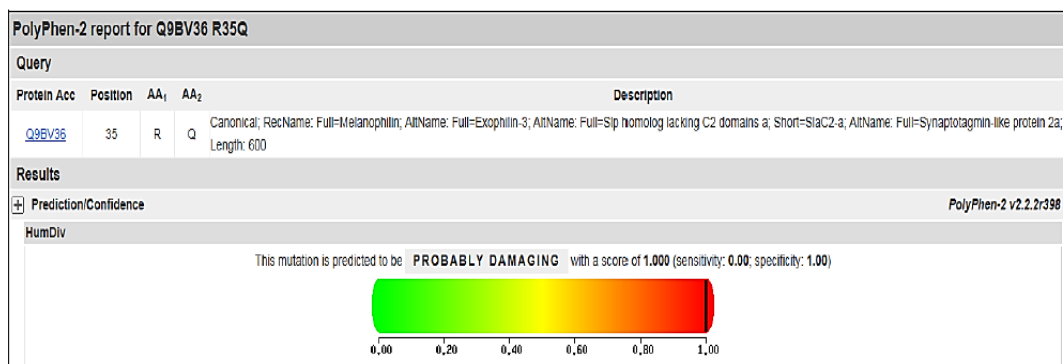 PolyPhen-2 report for Q9BV36 R35Q
Query
Protein Acc Position AA₁ AA₂ Description
Q9BV36 35 R Q Canonical; RecName: Full=Melanophilin; AltName: Full=Exophilin-3; AltName: Full=Slp homolog lacking C2 domains a; Short=SlaC2-a; AltName: Full=Synaptotagmin-like protein 2a;
Length: 600
Results
+ Prediction/Confidence PolyPhen-2 v2.2.2r398
HumDiv
This mutation is predicted to be PROBABLY DAMAGING with a score of 1.000 (sensitivity: 0.00; specificity: 1.00)
0,00 0,20 0,40 0,60 0,80 1,00